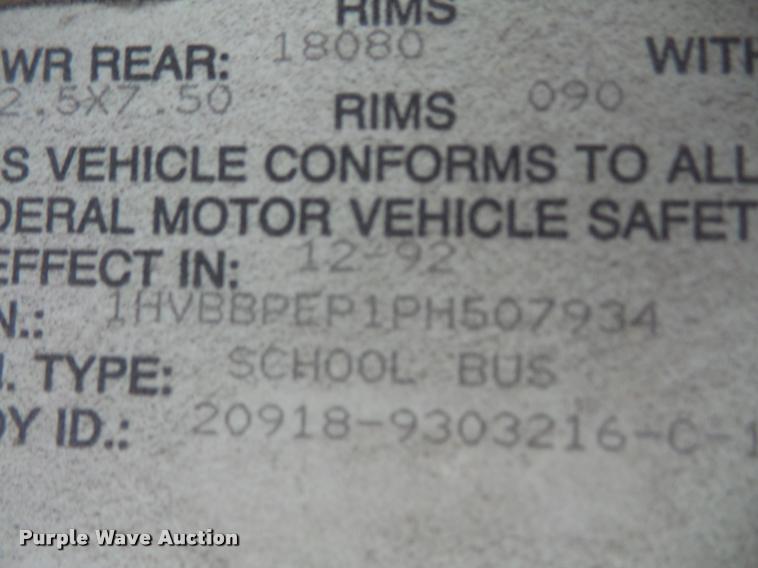 RIMS
WR REAR: 18080 WITH
2.5X7.50 RIMS 090
S VEHICLE CONFORMS TO ALL
DERAL MOTOR VEHICLE SAFET
EFFECT IN: 12-92
N.: 1HVBBPEP1PH507934
. TYPE: SCHOOL BUS
DY ID.: 20918-9303216-C-1
Purple Wave Auction